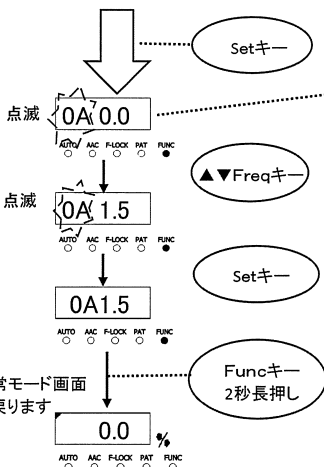 Setキー
点滅 0A 0.0
AUTO AAC F-LOCK PAT FUNC
▲▼Freqキー
点滅 0A 1.5
AUTO AAC F-LOCK PAT FUNC
Setキー
0A1.5
AUTO AAC F-LOCK PAT FUNC
Funcキー
2秒長押し
常モード画面
戻ります
0.0 %
AUTO AAC F-LOCK PAT FUNC